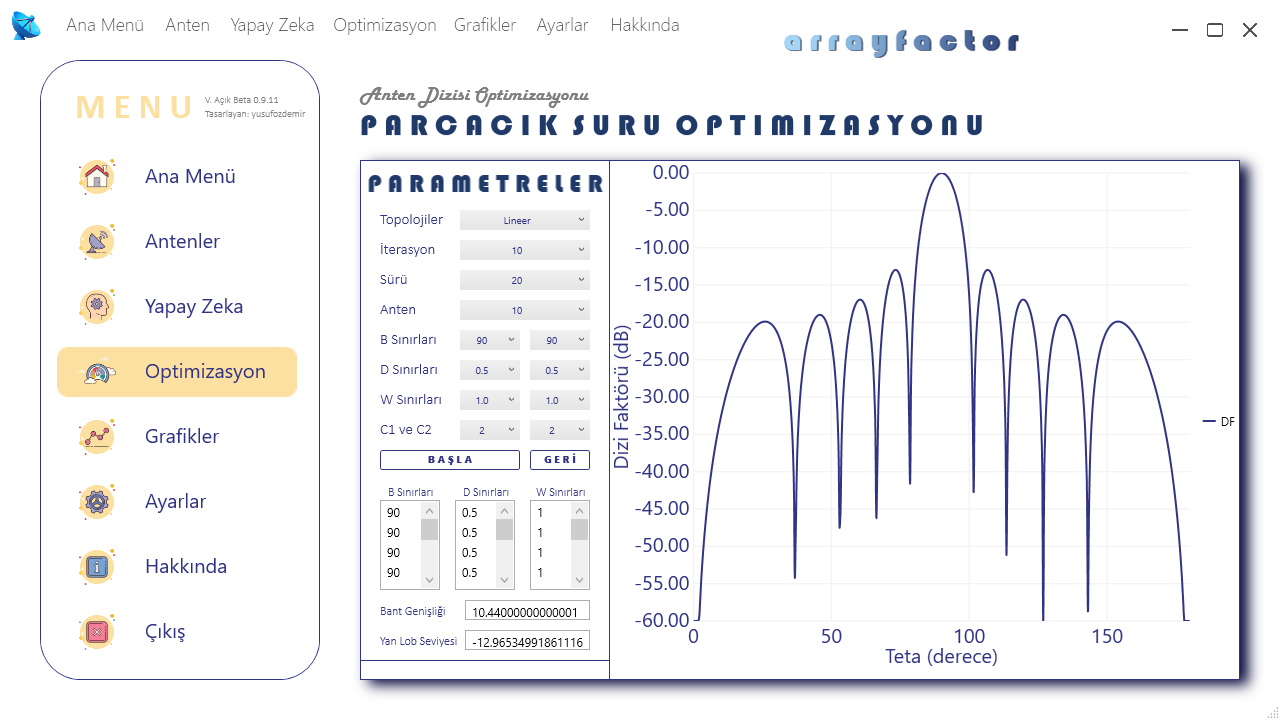 Ana Menü Anten Yapay Zeka Optimizasyon Grafikler Ayarlar Hakkında
arrayfactor
MENU
V. Açık Beta 0.9.11
Tasarlayan: yusufozdemir
Ana Menü
Antenler
Yapay Zeka
Optimizasyon
Grafikler
Ayarlar
Hakkında
Çıkış
Anten Dizisi Optimizasyonu
PARCACIK SURU OPTIMIZASYONU
PARAMETRELER
Topolojiler Lineer
İterasyon 10
Sürü 20
Anten 10
B Sınırları 90 90
D Sınırları 0.5 0.5
W Sınırları 1.0 1.0
C1 ve C2 2 2
BAŞLA GERİ
B Sınırları D Sınırları W Sınırları
90 0.5 1
90 0.5 1
90 0.5 1
90 0.5 1
Bant Genişliği 10.44000000000001
Yan Lob Seviyesi -12.96534991861116
0.00
-5.00
-10.00
-15.00
-20.00
-25.00
-30.00
-35.00
-40.00
-45.00
-50.00
-55.00
-60.00
Dizi Faktörü (dB)
0 50 100 150
Teta (derece)
DF